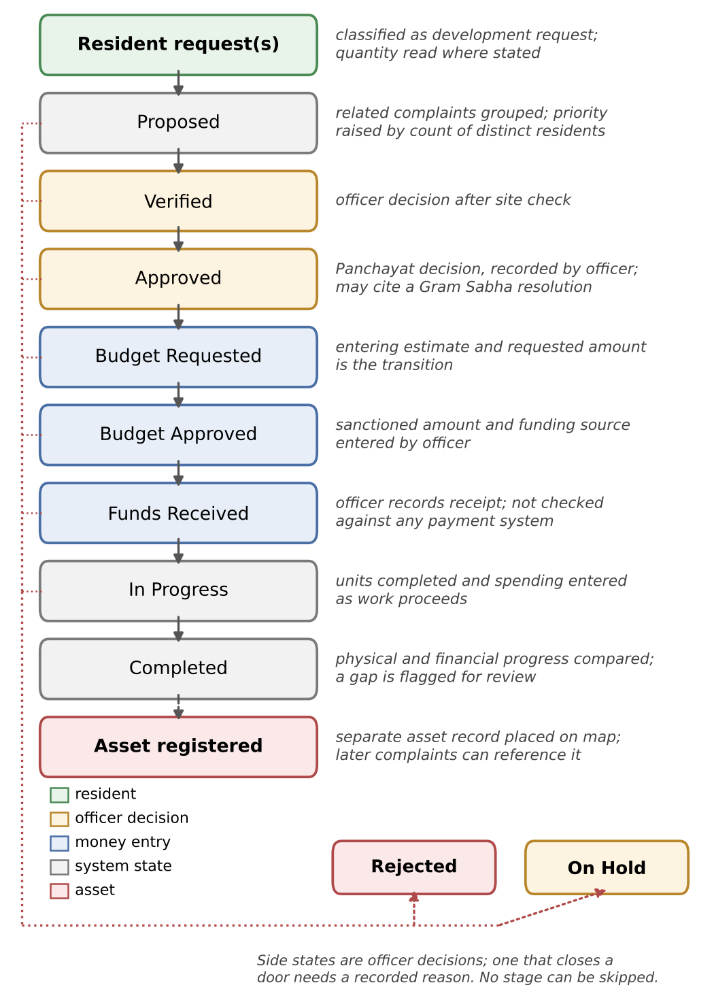 Resident request(s)
classified as development request;
quantity read where stated
Proposed
related complaints grouped; priority
raised by count of distinct residents
Verified
officer decision after site check
Approved
Panchayat decision, recorded by officer;
may cite a Gram Sabha resolution
Budget Requested
entering estimate and requested amount
is the transition
Budget Approved
sanctioned amount and funding source
entered by officer
Funds Received
officer records receipt; not checked
against any payment system
In Progress
units completed and spending entered
as work proceeds
Completed
physical and financial progress compared;
a gap is flagged for review
Asset registered
separate asset record placed on map;
later complaints can reference it
resident
officer decision
money entry
system state
asset
Rejected
On Hold
Side states are officer decisions; one that closes a
door needs a recorded reason. No stage can be skipped.